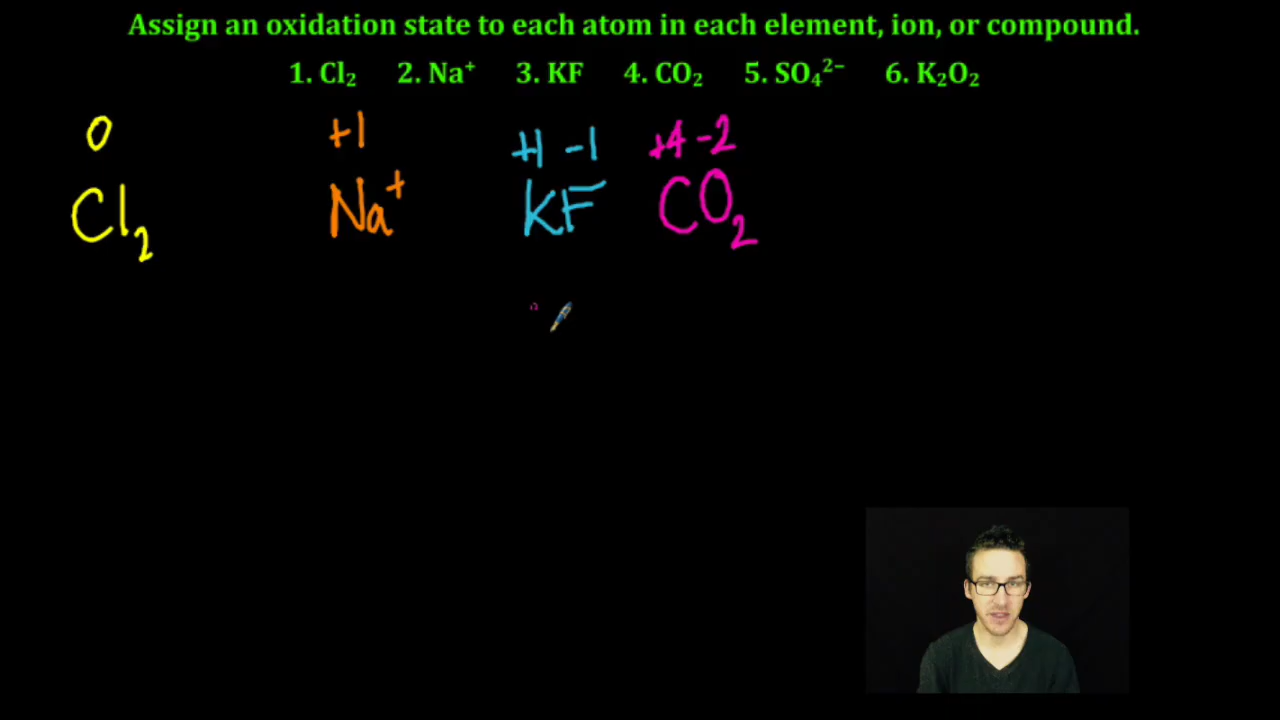 Assign an oxidation state to each atom in each element, ion, or compound.
1. Cl₂ 2. Na⁺ 3. KF 4. CO₂ 5. SO₄²⁻ 6. K₂O₂
0 +1 +1 -1 +4 -2
Cl₂ Na⁺ KF CO₂